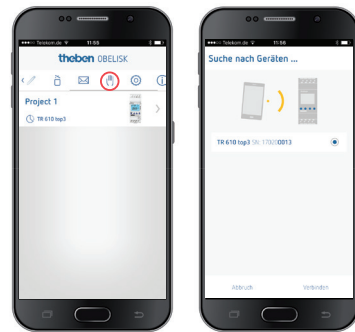 Telekom.de 11:55
theben OBELISK
Project 1
TR 610 top3
Telekom.de 11:56
Suche nach Geräten ...
TR 610 top3 SN: 178200013
Abbruch Verbinden